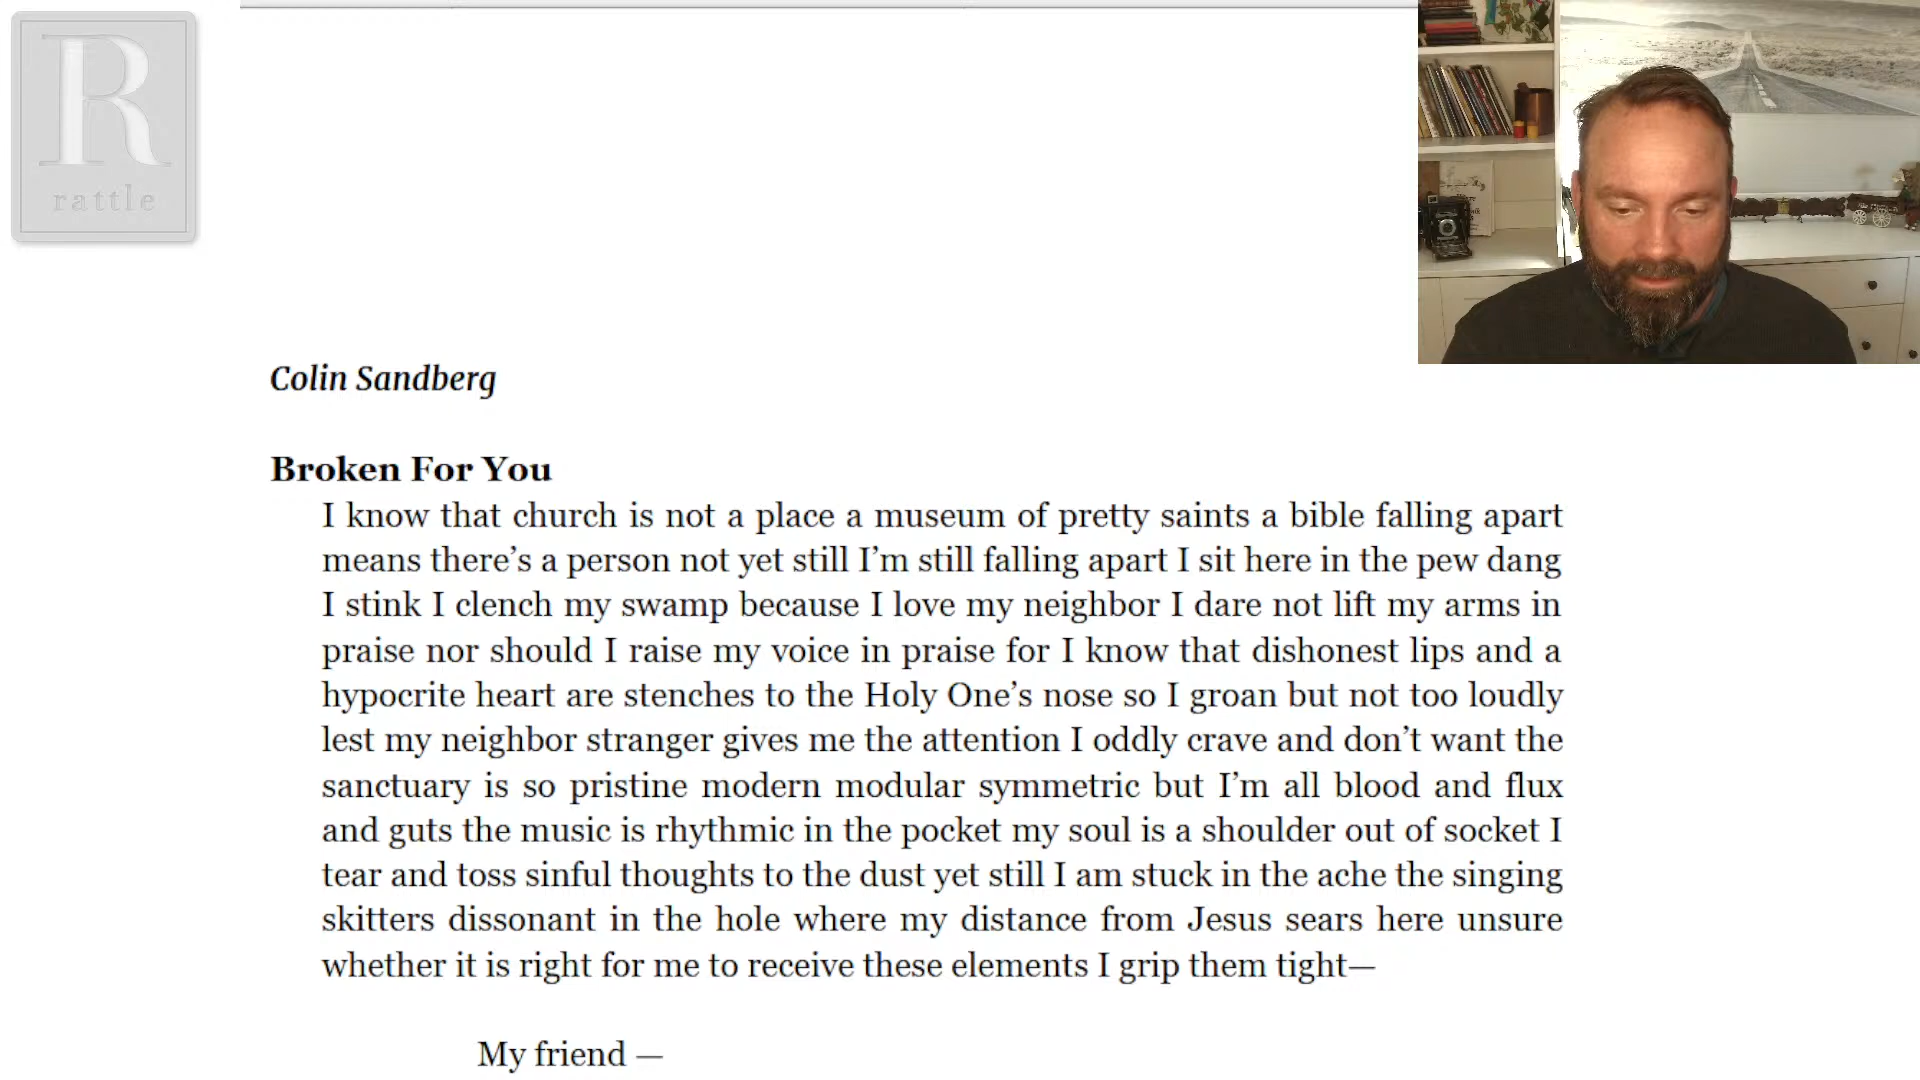 R
rattle
Colin Sandberg
Broken For You
I know that church is not a place a museum of pretty saints a bible falling apart
means there’s a person not yet still I’m still falling apart I sit here in the pew dang
I stink I clench my swamp because I love my neighbor I dare not lift my arms in
praise nor should I raise my voice in praise for I know that dishonest lips and a
hypocrite heart are stenches to the Holy One’s nose so I groan but not too loudly
lest my neighbor stranger gives me the attention I oddly crave and don’t want the
sanctuary is so pristine modern modular symmetric but I’m all blood and flux
and guts the music is rhythmic in the pocket my soul is a shoulder out of socket I
tear and toss sinful thoughts to the dust yet still I am stuck in the ache the singing
skitters dissonant in the hole where my distance from Jesus sears here unsure
whether it is right for me to receive these elements I grip them tight—
My friend —